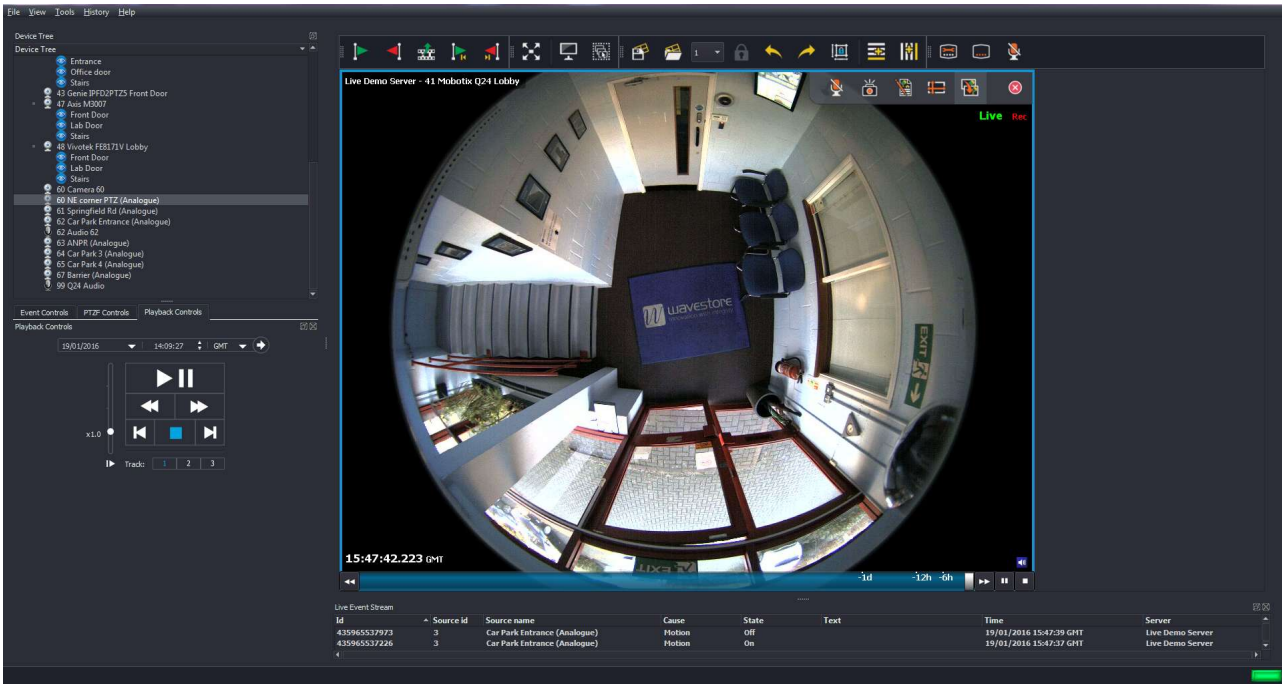 File View Tools History Help
Device Tree
Device Tree
Entrance
Office door
Stairs
43 Genie IPFD2PTZ5 Front Door
47 Axis M3007
Front Door
Lab Door
Stairs
48 Vivotek FE8171V Lobby
Front Door
Lab Door
Stairs
60 Camera 60
60 NE corner PTZ (Analogue)
61 Springfield Rd (Analogue)
62 Car Park Entrance (Analogue)
62 Audio 62
63 ANPR (Analogue)
64 Car Park 3 (Analogue)
65 Car Park 4 (Analogue)
67 Barrier (Analogue)
99 Q24 Audio
Event Controls PTZF Controls Playback Controls
Playback Controls
19/01/2016 14:09:27 GMT
x1.0
Track: 1 2 3
1
Live Demo Server - 41 Mobotix Q24 Lobby
Live Rec
wavestore
EXIT
EXIT
15:47:42.223 GMT
-1d -12h -6h
Live Event Stream
Id Source id Source name Cause State Text Time Server
435965537973 3 Car Park Entrance (Analogue) Motion Off 19/01/2016 15:47:39 GMT Live Demo Server
435965537226 3 Car Park Entrance (Analogue) Motion On 19/01/2016 15:47:37 GMT Live Demo Server